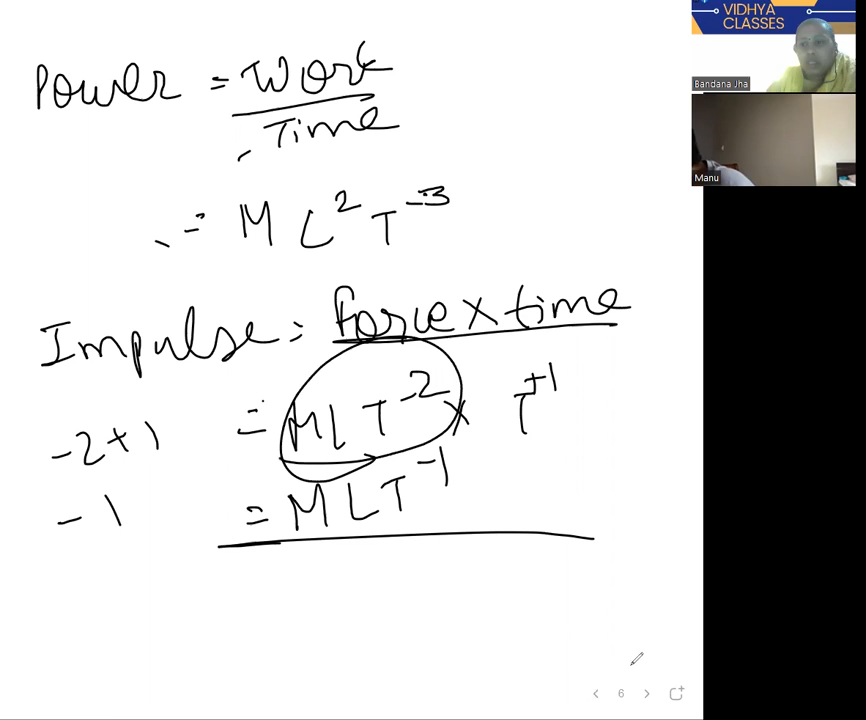 VIDHYA
CLASSES
Bandana Jha
Manu
Power = Work
Time
= M L² T⁻³
Impulse = force × time
= MLT⁻² × T⁺¹
-2+1
= MLT⁻¹
-1
6